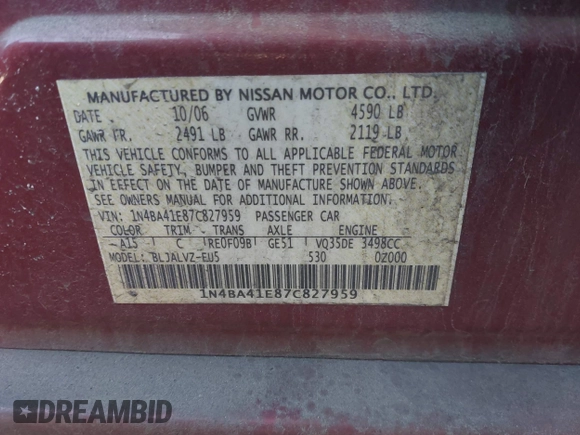 MANUFACTURED BY NISSAN MOTOR CO., LTD.
DATE 10/06 GVWR 4590 LB
GAWR FR. 2491 LB GAWR RR. 2119 LB
THIS VEHICLE CONFORMS TO ALL APPLICABLE FEDERAL MOTOR
VEHICLE SAFETY, BUMPER AND THEFT PREVENTION STANDARDS
IN EFFECT ON THE DATE OF MANUFACTURE SHOWN ABOVE.
SEE OWNERS MANUAL FOR ADDITIONAL INFORMATION.
VIN: 1N4BA41E87C827959 PASSENGER CAR
COLOR TRIM TRANS AXLE ENGINE
A15 C RE0F09B GE51 VQ35DE 3498CC
MODEL: BLJALVZ-EU5 530 0Z000
1N4BA41E87C827959
DREAMBID